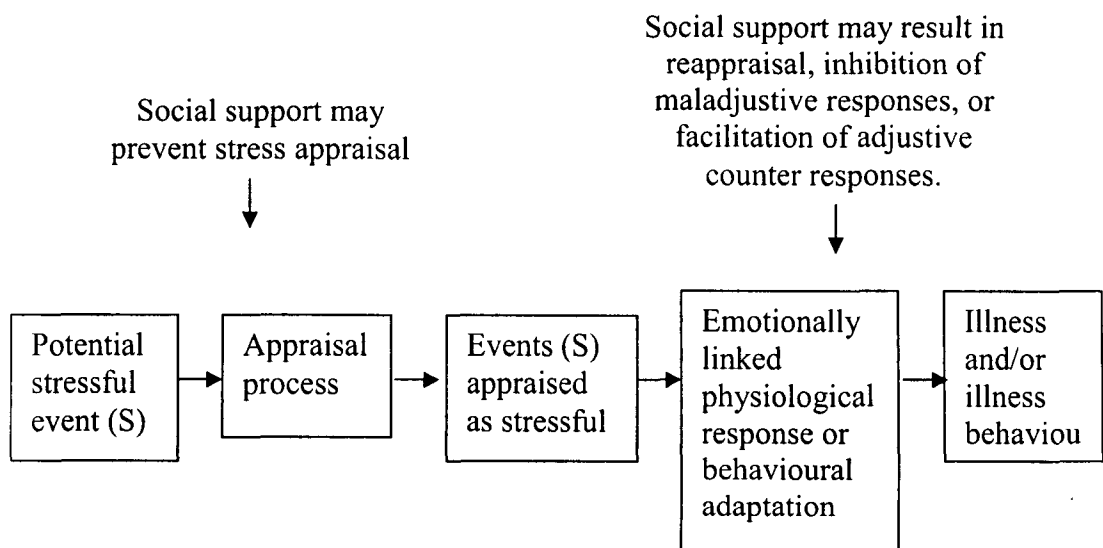 Social support may
prevent stress appraisal
Social support may result in
reappraisal, inhibition of
maladjustive responses, or
facilitation of adjustive
counter responses.
Potential
stressful
event (S)
Appraisal
process
Events (S)
appraised
as stressful
Emotionally
linked
physiological
response or
behavioural
adaptation
Illness
and/or
illness
behaviou